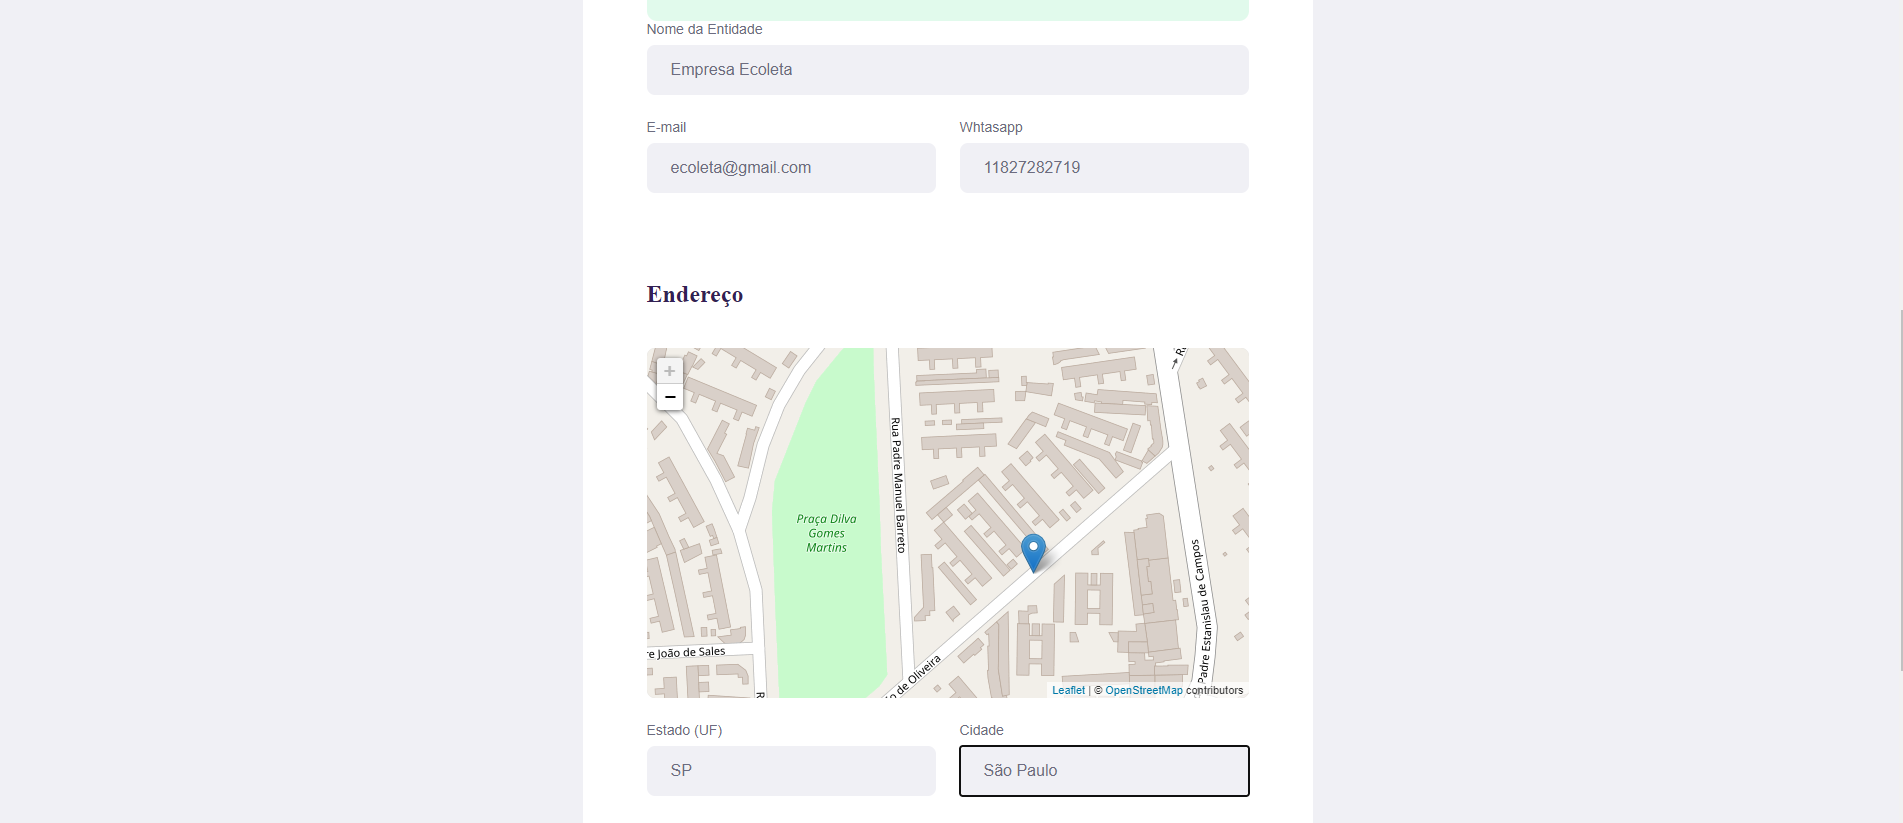 Nome da Entidade
Empresa Ecoleta
E-mail
Whtasapp
ecoleta@gmail.com
11827282719
Endereço
+
−
Rua Padre Manuel Barreto
Praça Dilva
Gomes
Martins
Padre Estanislau de Campos
re João de Sales
o de Oliveira
R
R
Leaflet | © OpenStreetMap contributors
Estado (UF)
Cidade
SP
São Paulo